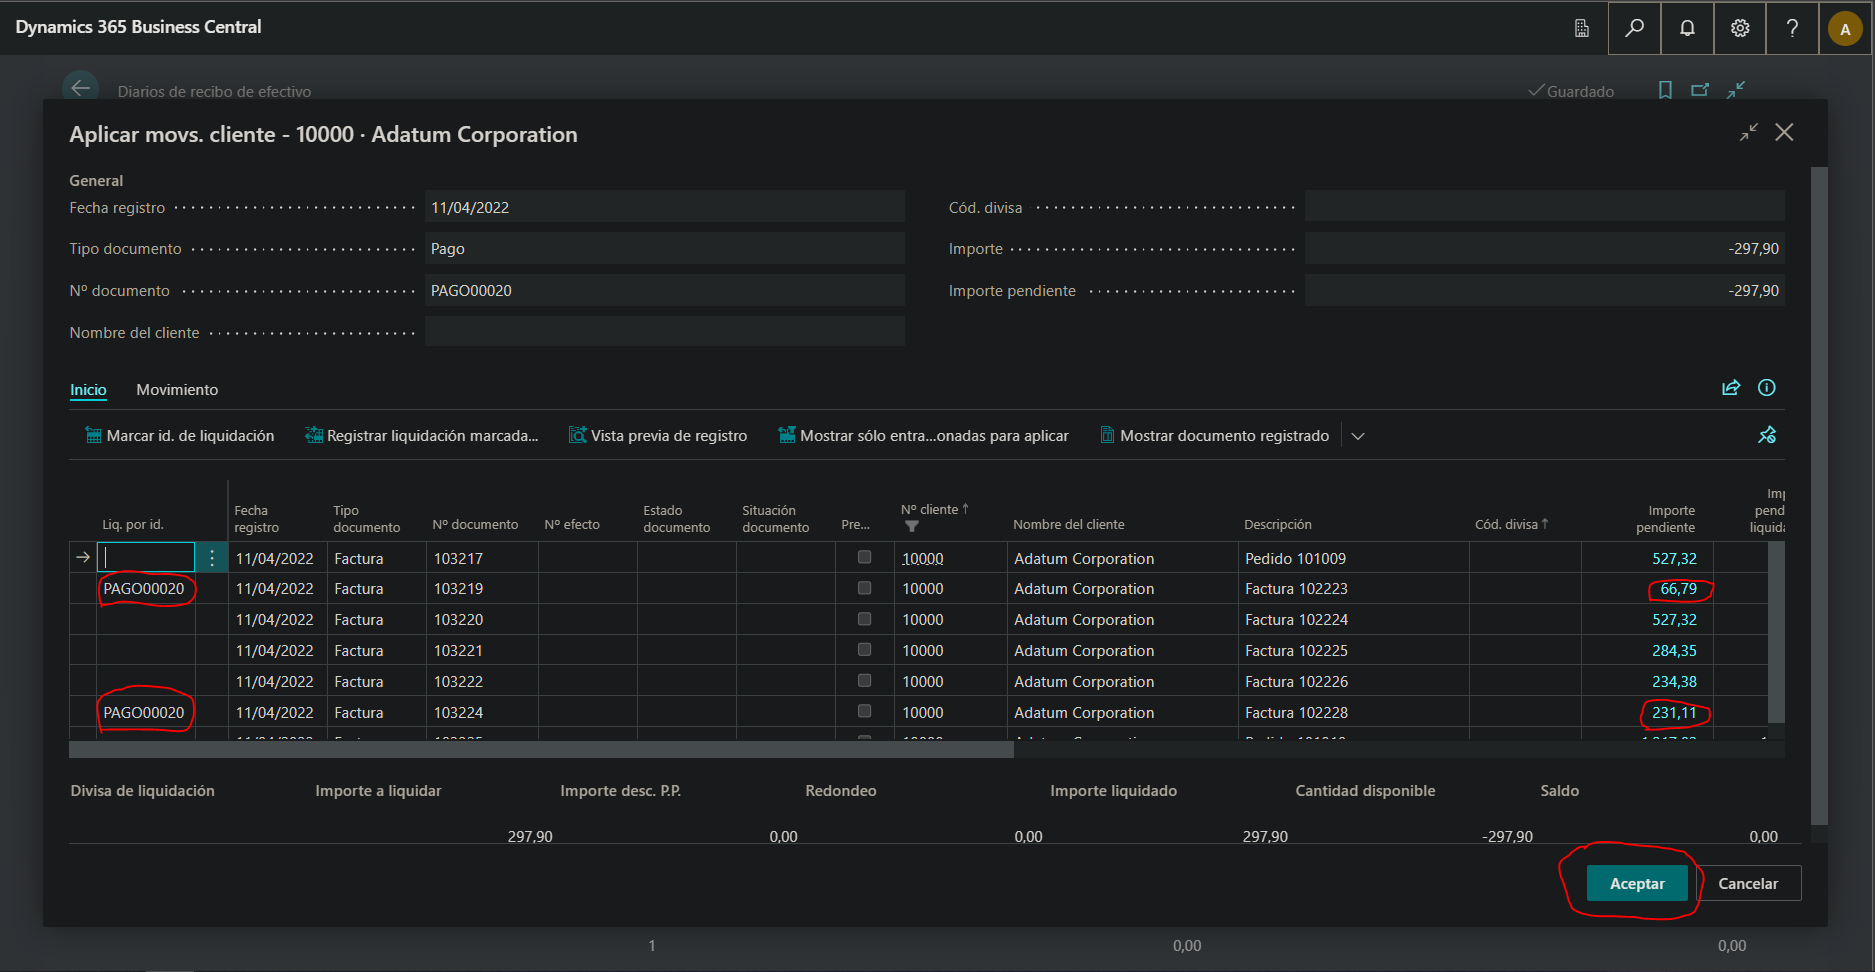 Dynamics 365 Business Central
A
Diarios de recibo de efectivo
Guardado
Aplicar movs. cliente - 10000 · Adatum Corporation
General
Fecha registro 11/04/2022
Cód. divisa
Tipo documento Pago
Importe -297,90
Nº documento PAGO00020
Importe pendiente -297,90
Nombre del cliente
Inicio Movimiento
Marcar id. de liquidación Registrar liquidación marcada... Vista previa de registro Mostrar sólo entra...onadas para aplicar Mostrar documento registrado
Liq. por id. Fecha registro Tipo documento Nº documento Nº efecto Estado documento Situación documento Pre... Nº cliente Nombre del cliente Descripción Cód. divisa Importe pendiente Imp pend liquida
11/04/2022 Factura 103217 10000 Adatum Corporation Pedido 101009 527,32
PAGO00020 11/04/2022 Factura 103219 10000 Adatum Corporation Factura 102223 66,79
11/04/2022 Factura 103220 10000 Adatum Corporation Factura 102224 527,32
11/04/2022 Factura 103221 10000 Adatum Corporation Factura 102225 284,35
11/04/2022 Factura 103222 10000 Adatum Corporation Factura 102226 234,38
PAGO00020 11/04/2022 Factura 103224 10000 Adatum Corporation Factura 102228 231,11
Divisa de liquidación Importe a liquidar Importe desc. P.P. Redondeo Importe liquidado Cantidad disponible Saldo
297,90 0,00 0,00 297,90 -297,90 0,00
Aceptar Cancelar
1 0,00 0,00